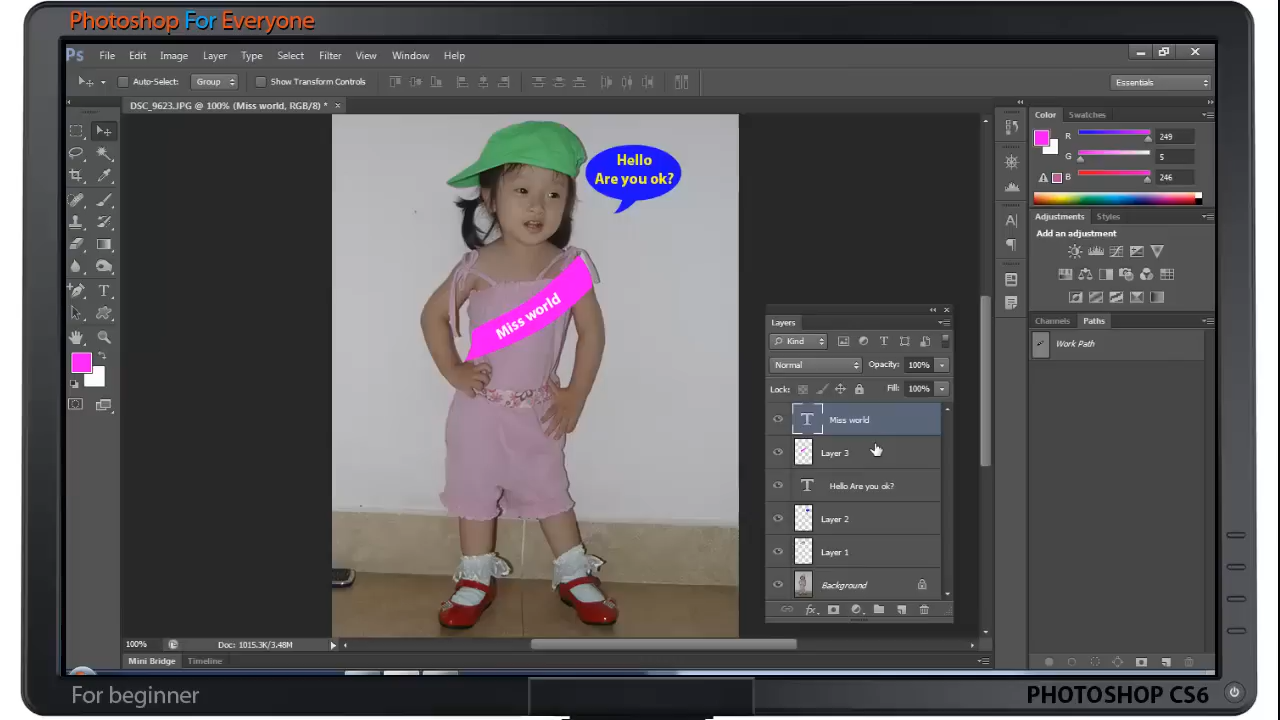 Photoshop For Everyone
Ps File Edit Image Layer Type Select Filter View Window Help
Auto-Select: Group Show Transform Controls Essentials
DSC_9623.JPG @ 100% (Miss world, RGB/8) * ×
Color Swatches
R 249
G 5
B 246
Hello
Are you ok?
Adjustments Styles
Add an adjustment
Miss world
Layers
Kind
Normal Opacity: 100%
Lock: Fill: 100%
Channels Paths
Work Path
T Miss world
Layer 3
T Hello Are you ok?
Layer 2
Layer 1
Background
fx
100% Doc: 1015.3K/3.48M
Mini Bridge Timeline
For beginner
PHOTOSHOP CS6